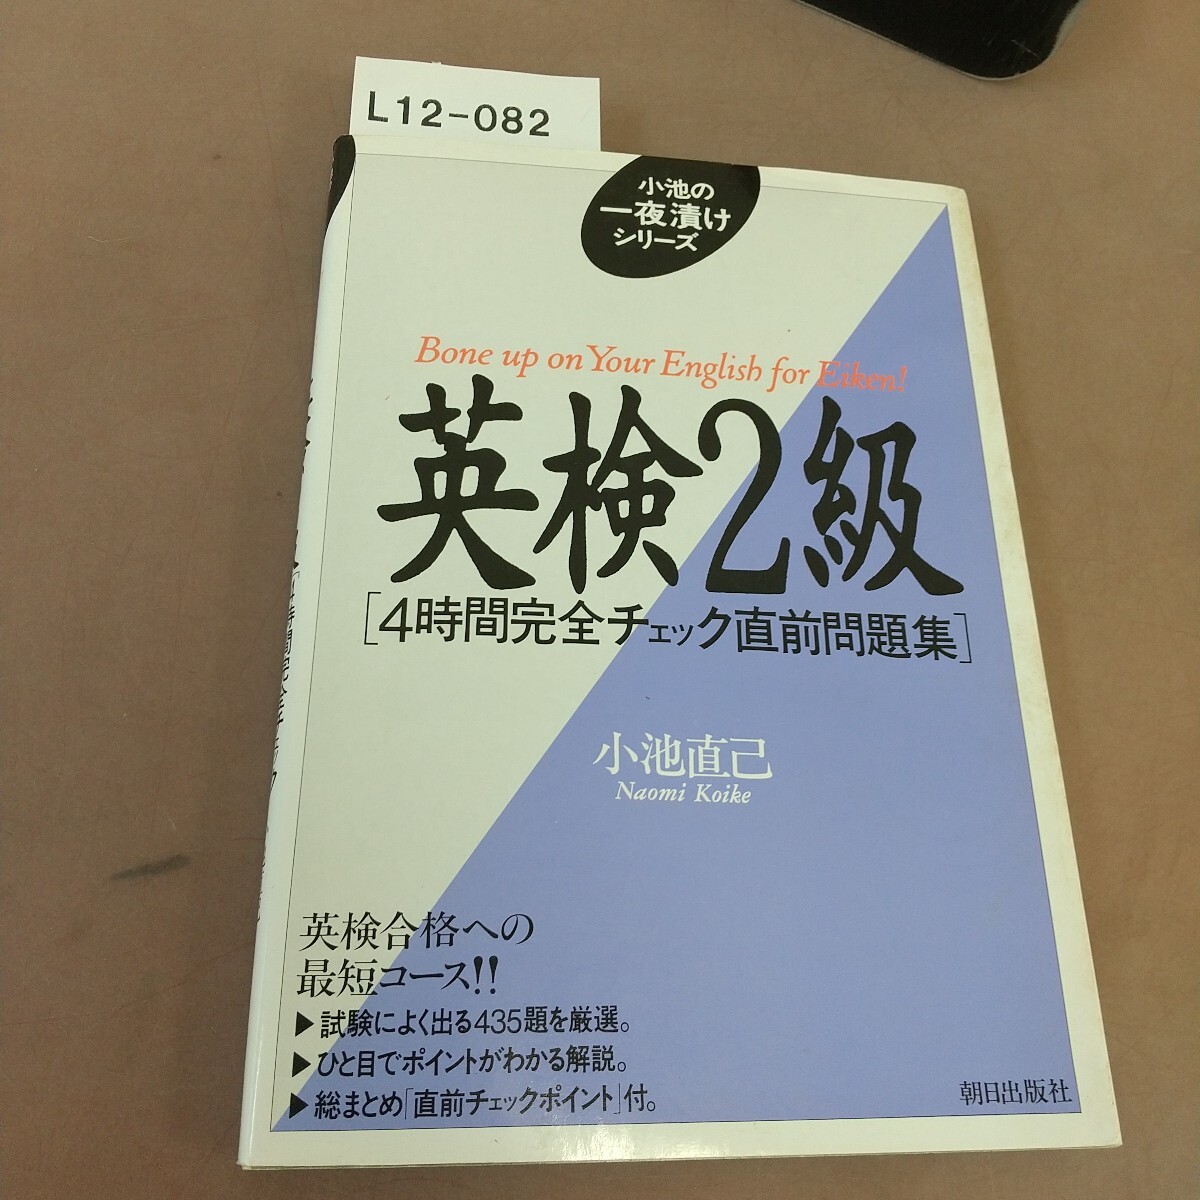 L12-082
小池の
一夜漬け
シリーズ
Bone up on Your English for Eiken!
英検2級
[4時間完全チェック直前問題集]
小池直己
Naomi Koike
英検合格への
最短コース!!
▶試験によく出る435題を厳選。
▶ひと目でポイントがわかる解説。
▶総まとめ「直前チェックポイント」付。
朝日出版社